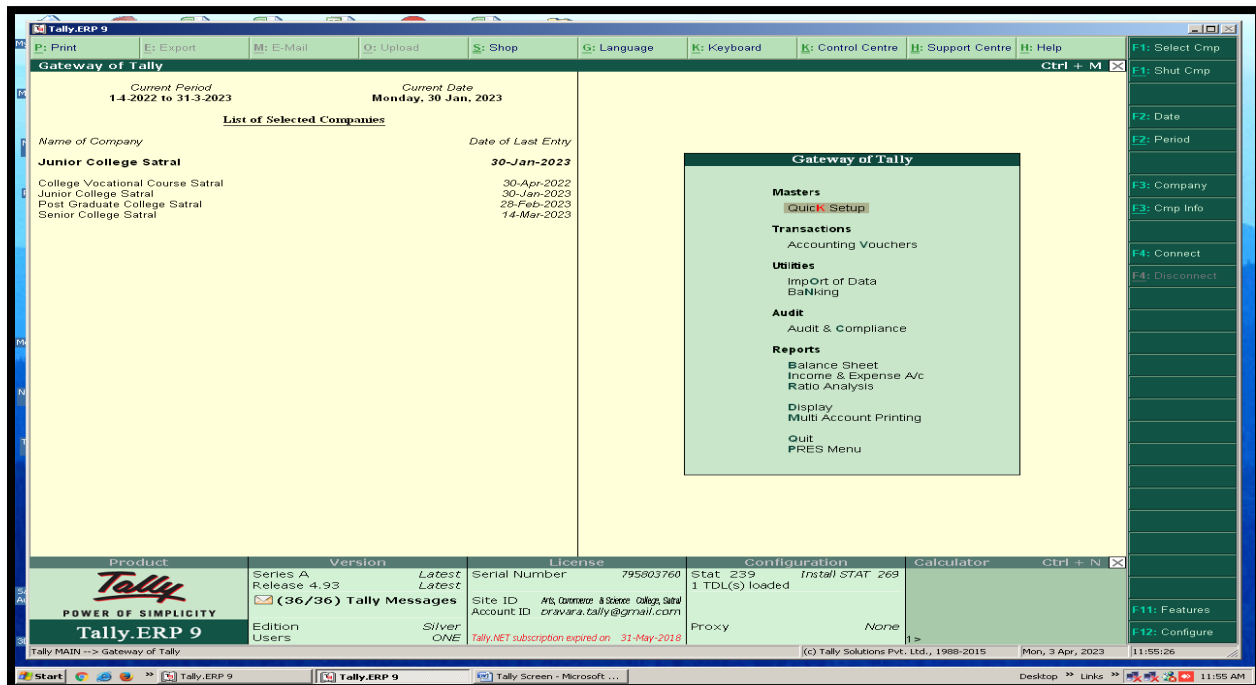 Tally.ERP 9
P: Print E: Export M: E-Mail O: Upload S: Shop G: Language K: Keyboard K: Control Centre H: Support Centre H: Help
Gateway of Tally Ctrl + M
Current Period Current Date
1-4-2022 to 31-3-2023 Monday, 30 Jan, 2023
List of Selected Companies
Name of Company Date of Last Entry
Junior College Satral 30-Jan-2023
College Vocational Course Satral 30-Apr-2022
Junior College Satral 30-Jan-2023
Post Graduate College Satral 28-Feb-2023
Senior College Satral 14-Mar-2023
Gateway of Tally
Masters
QuicK Setup
Transactions
Accounting Vouchers
Utilities
ImpOrt of Data
BaNking
Audit
Audit & Compliance
Reports
Balance Sheet
Income & Expense A/c
Ratio Analysis
Display
Multi Account Printing
Quit
PRES Menu
F1: Select Cmp
F1: Shut Cmp
F2: Date
F2: Period
F3: Company
F3: Cmp Info
F4: Connect
F4: Disconnect
F11: Features
F12: Configure
Product Version License Configuration Calculator Ctrl + N
Tally
POWER OF SIMPLICITY
Tally.ERP 9
Series A Latest
Release 4.93 Latest
(36/36) Tally Messages
Edition Silver
Users ONE
Serial Number 795803760
Site ID Arts, Commerce & Science College, Satral
Account ID pravara.tally@gmail.com
Tally.NET subscription expired on 31-May-2018
Stat 239 Install STAT 269
1 TDL(s) loaded
Proxy None
1 >
Tally MAIN --> Gateway of Tally (c) Tally Solutions Pvt. Ltd., 1988-2015 Mon, 3 Apr, 2023 11:55:26
Start Tally.ERP 9 Tally.ERP 9 Tally Screen - Microsoft ... Desktop Links 11:55 AM